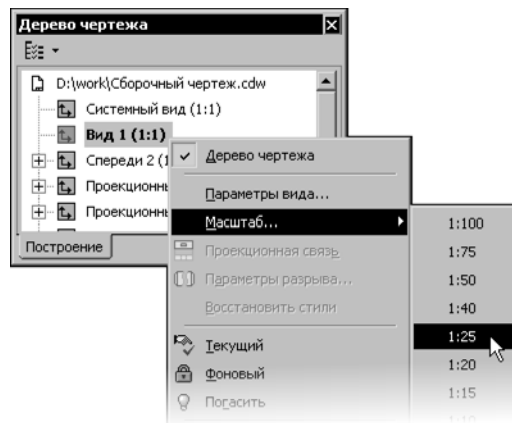 Дерево чертежа
D:\work\Сборочный чертеж.cdw
Системный вид (1:1)
Вид 1 (1:1)
Спереди 2 (1
Проекционн
Проекционн
Построение
Дерево чертежа
Параметры вида...
Масштаб...
Проекционная связь
Параметры разрыва...
Восстановить стили
Текущий
Фоновый
Погасить
1:100
1:75
1:50
1:40
1:25
1:20
1:15
1:10